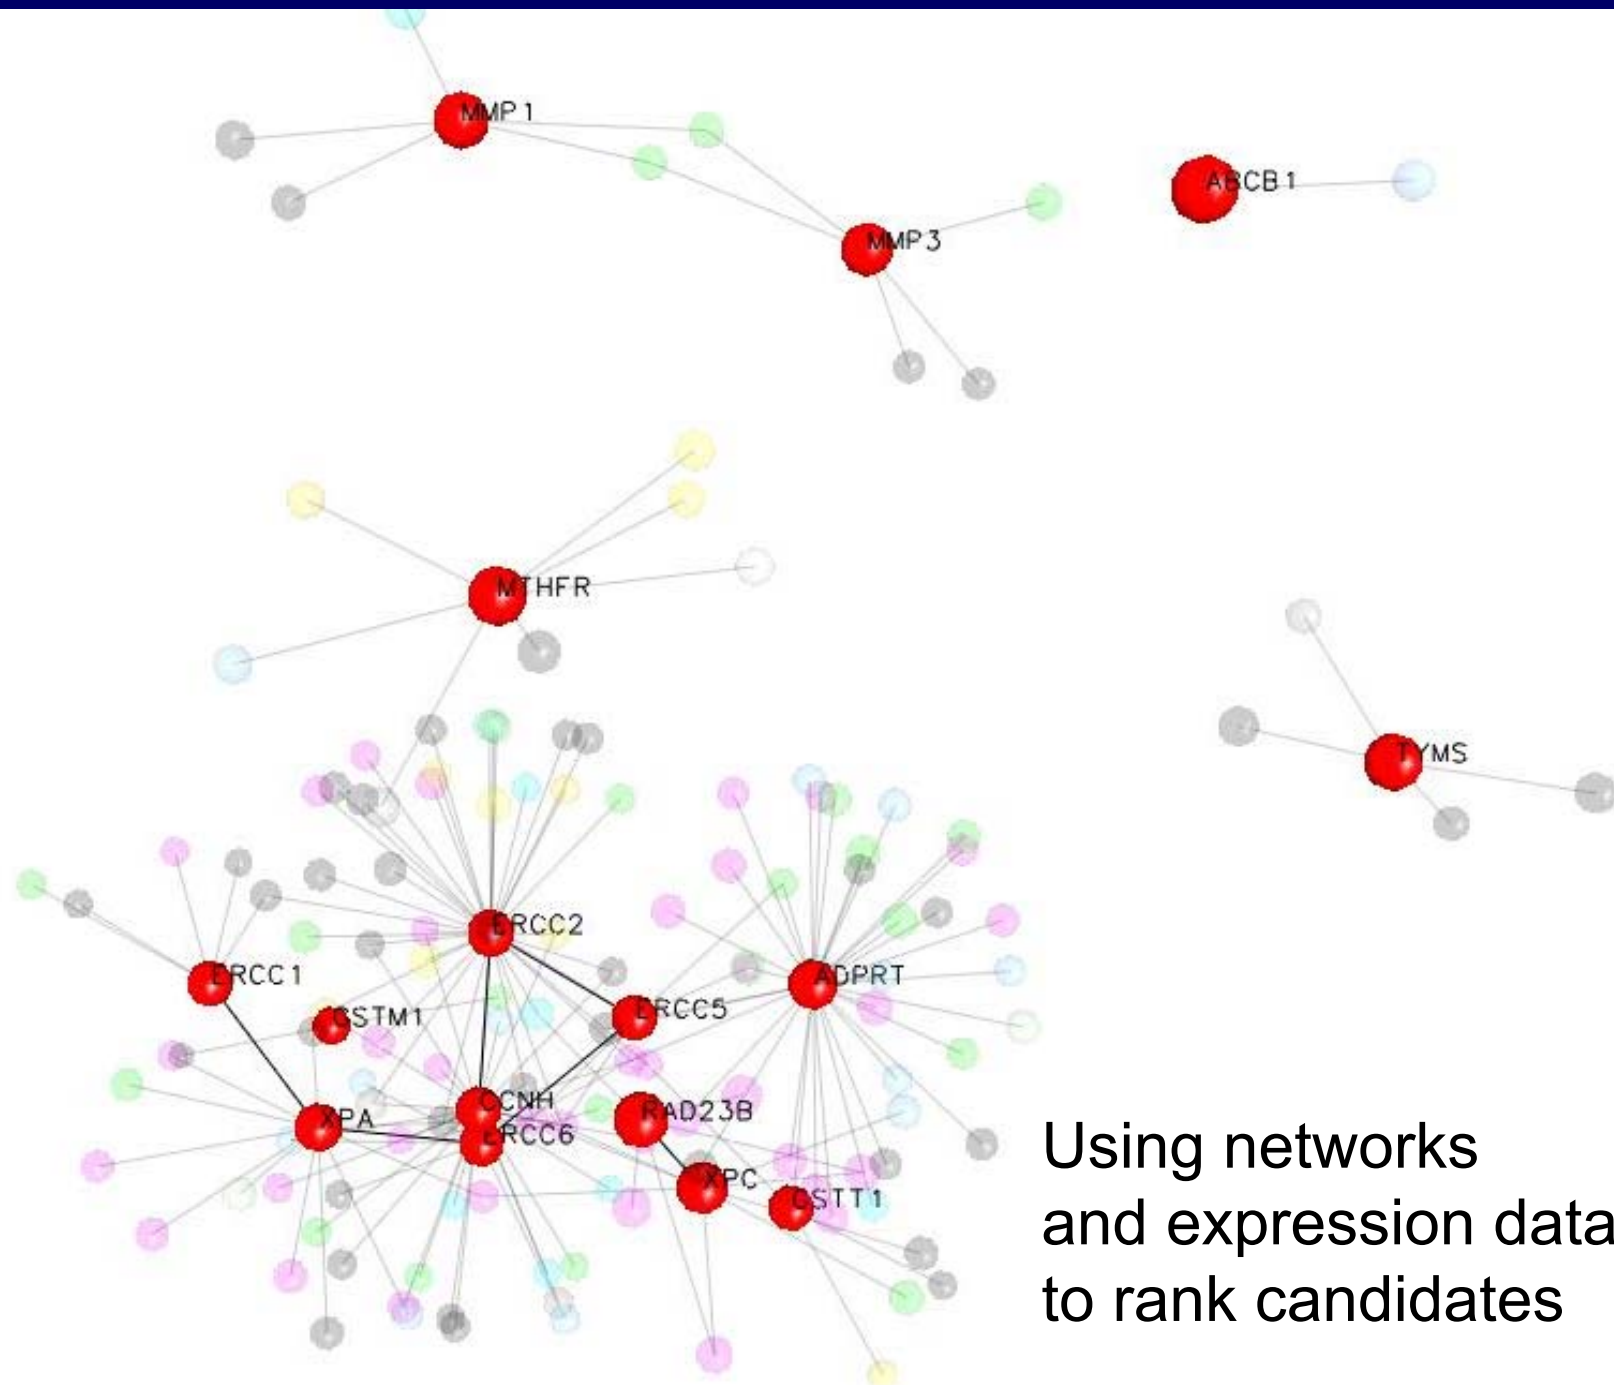 MMP1
ABCB1
MMP3
MTHFR
TYMS
ERCC2
ERCC1
ADPRT
ERCC5
GSTM1
CCNH
RAD23B
XPA
ERCC6
XPC
GSTT1
Using networks
and expression data
to rank candidates